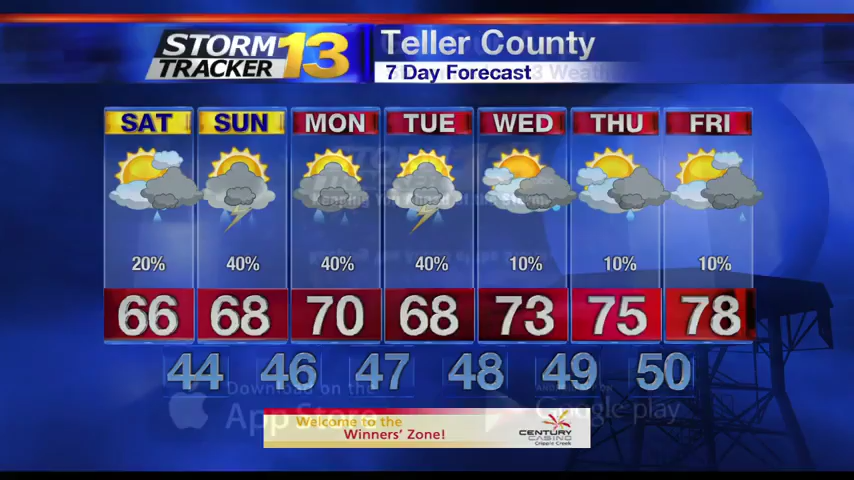 STORM
TRACKER
13
Teller County
7 Day Forecast
SAT SUN MON TUE WED THU FRI
20% 40% 40% 40% 10% 10% 10%
66 68 70 68 73 75 78
44 46 47 48 49 50
Download on the
App Store
Google play
Welcome to the
Winners' Zone!
CENTURY
CASINO
Cripple Creek